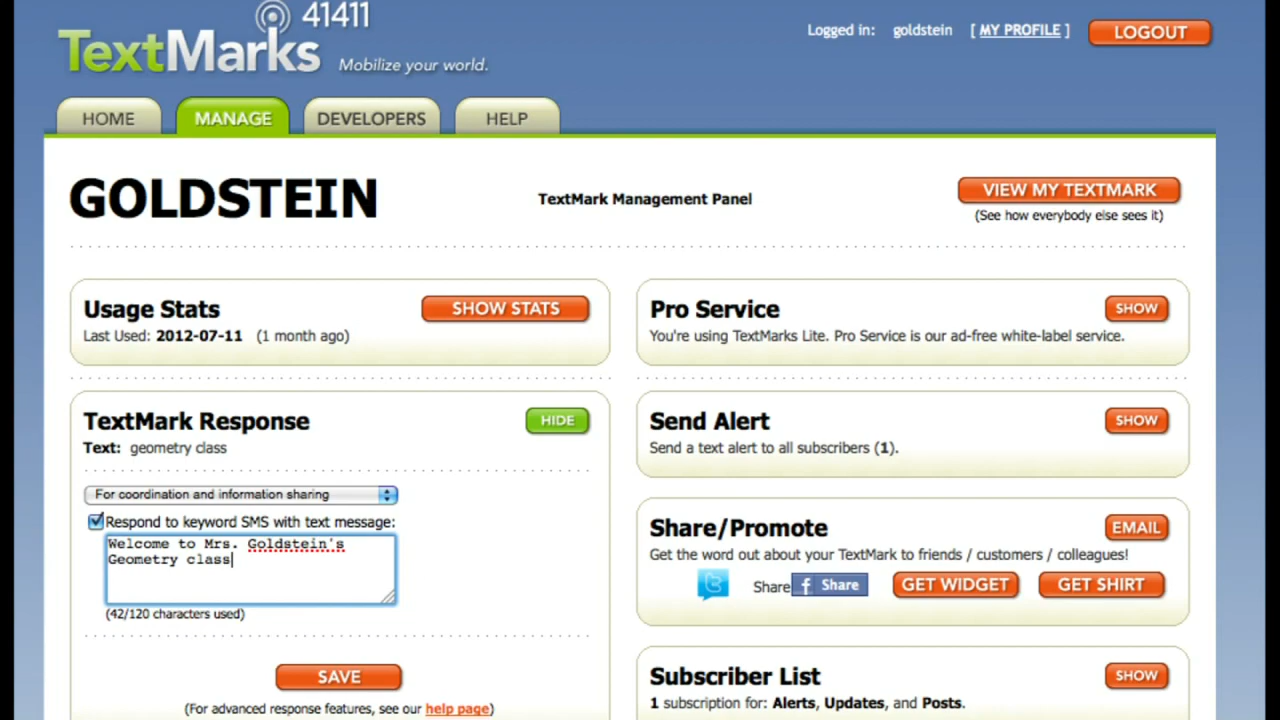 41411
TextMarks
Mobilize your world.
Logged in: goldstein [ MY PROFILE ] LOGOUT
HOME MANAGE DEVELOPERS HELP
GOLDSTEIN
TextMark Management Panel
VIEW MY TEXTMARK
(See how everybody else sees it)
Usage Stats
SHOW STATS
Last Used: 2012-07-11 (1 month ago)
Pro Service
SHOW
You're using TextMarks Lite. Pro Service is our ad-free white-label service.
TextMark Response
HIDE
Text: geometry class
For coordination and information sharing
Respond to keyword SMS with text message:
Welcome to Mrs. Goldstein's
Geometry class
(42/120 characters used)
SAVE
(For advanced response features, see our help page)
Send Alert
SHOW
Send a text alert to all subscribers (1).
Share/Promote
EMAIL
Get the word out about your TextMark to friends / customers / colleagues!
Share f Share GET WIDGET GET SHIRT
Subscriber List
SHOW
1 subscription for: Alerts, Updates, and Posts.